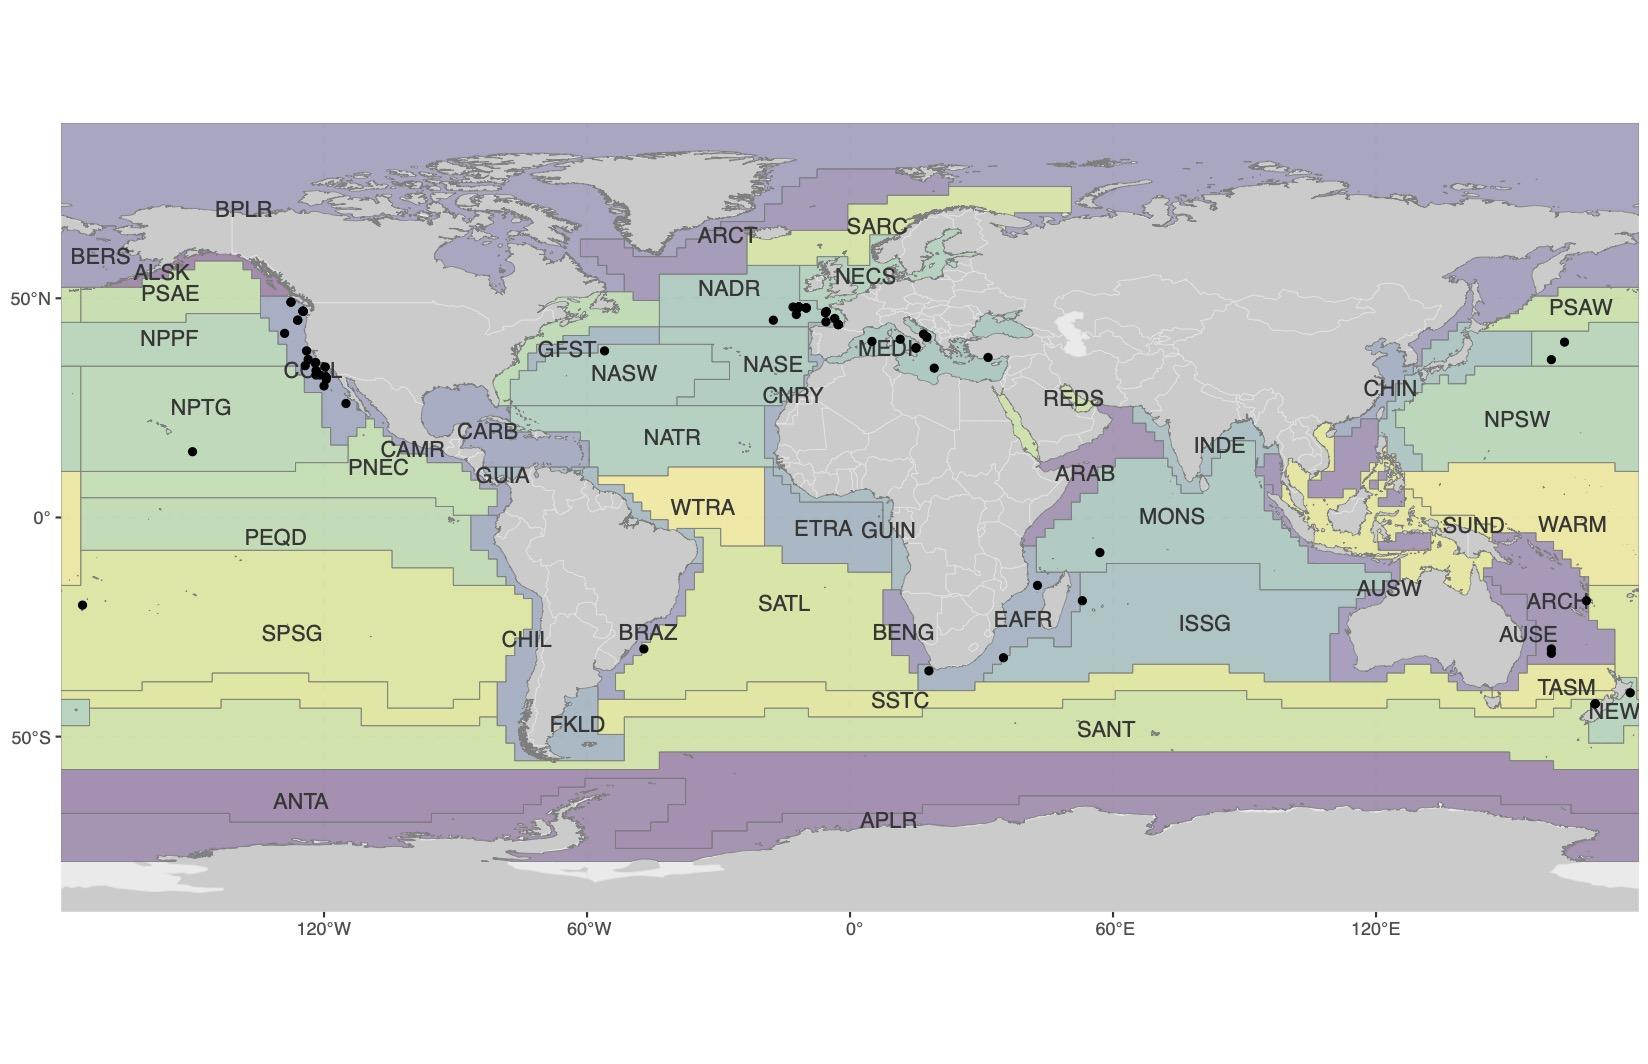 BPLR
SARC
ARCT
BERS
ALSK
NECS
PSAE
NADR
50°N
PSAW
NPPF
GFST
MEDI
NASE
NASW
CHIN
CNRY
REDS
NPTG
NPSW
CARB
NATR
INDE
CAMR
PNEC
GUIA
ARAB
WTRA
MONS
0°
ETRA
GUIN
SUND
WARM
PEQD
AUSW
SATL
ARCH
EAFR
ISSG
SPSG
BRAZ
BENG
AUSE
CHIL
TASM
SSTC
NEW
FKLD
SANT
50°S
ANTA
APLR
120°W
60°W
0°
60°E
120°E